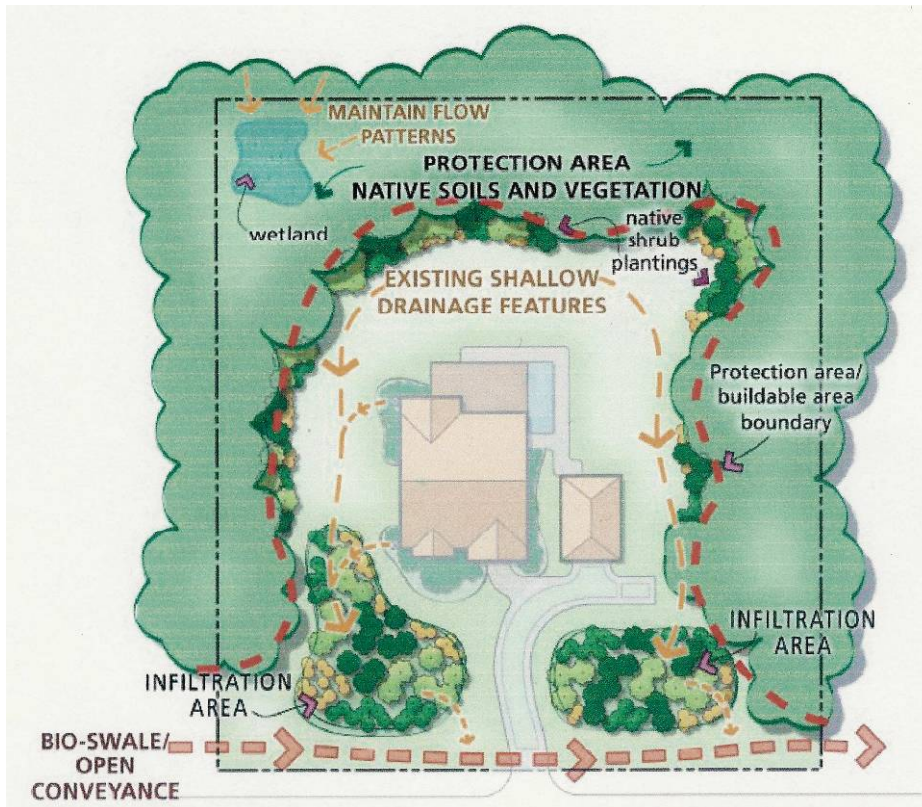 MAINTAIN FLOW
PATTERNS
PROTECTION AREA
NATIVE SOILS AND VEGETATION
wetland
native
shrub
plantings
EXISTING SHALLOW
DRAINAGE FEATURES
Protection area/
buildable area
boundary
INFILTRATION
AREA
INFILTRATION
AREA
BIO-SWALE/
OPEN
CONVEYANCE